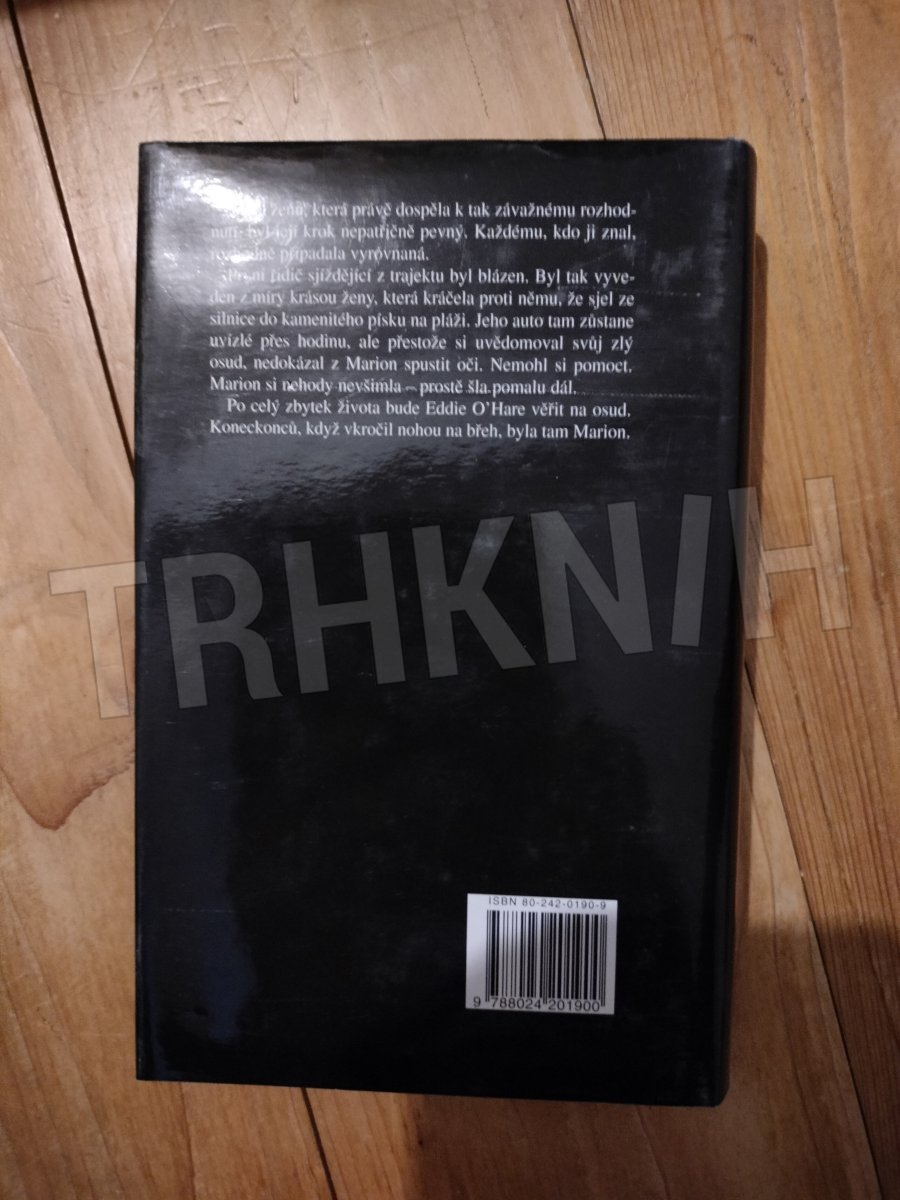 ženu, která právě dospěla k tak závažnému rozhod-
nutí, byl její krok nepatřičně pevný. Každému, kdo ji znal,
připadala vyrovnaná.
První řidič sjíždějící z trajektu byl blázen. Byl tak vyve-
den z míry krásou ženy, která kráčela proti němu, že sjel ze
silnice do kamenitého písku na pláži. Jeho auto tam zůstane
uvízlé přes hodinu, ale přestože si uvědomoval svůj zlý
osud, nedokázal z Marion spustit oči. Nemohl si pomoct.
Marion si nehody nevšimla – prostě šla pomalu dál.
Po celý zbytek života bude Eddie O'Hare věřit na osud.
Koneckonců, když vkročil nohou na břeh, byla tam Marion.
TRHKNIH
ISBN 80-242-0190-9
9 788024 201900